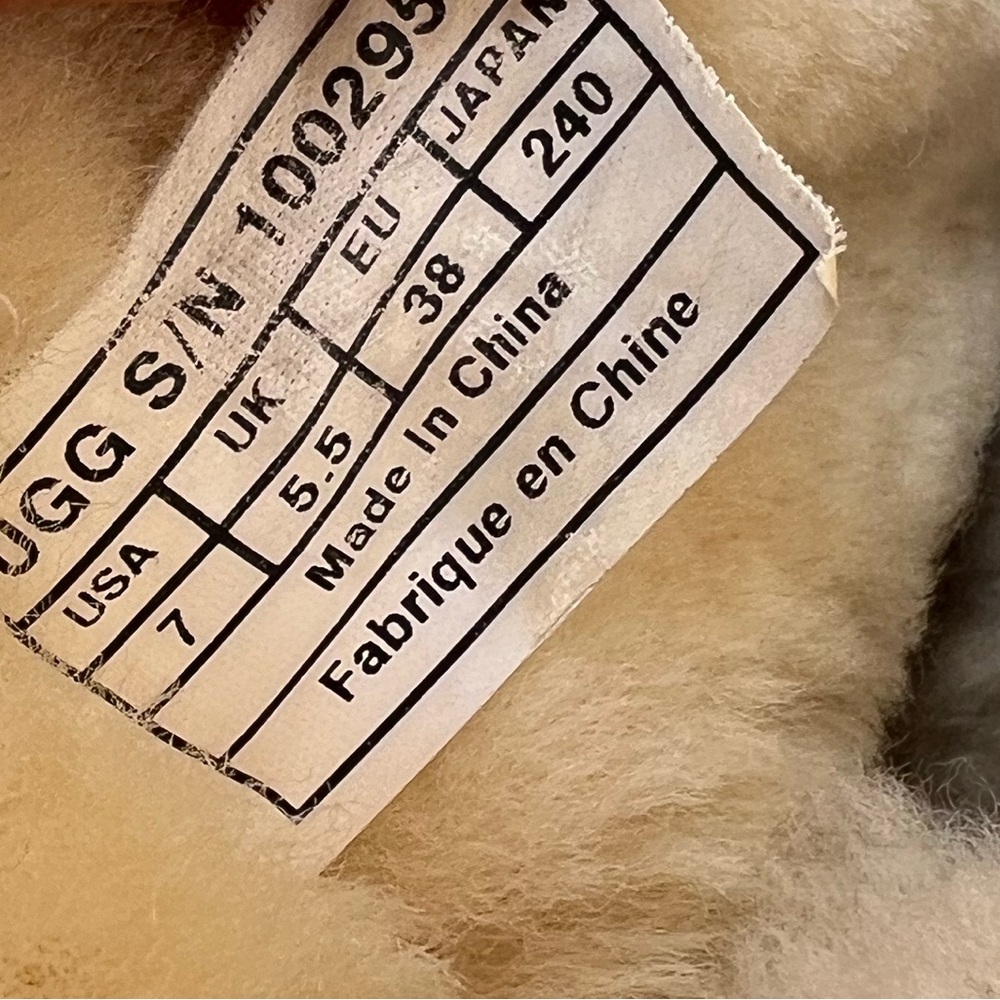 UGG S/N 100295
USA UK EU JAPAN
7 5.5 38 240
Made In China
Fabrique en Chine